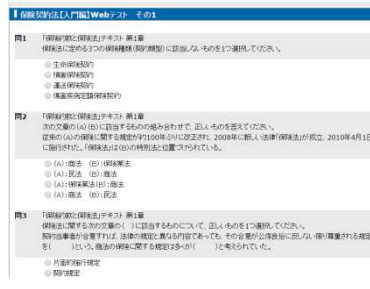 保険契約法【入門編】Webテスト その1
問1 「保険約款と保険法」テキスト 第1章
保険法に定める3つの保険種類(契約類型)に該当しないものを1つ選択してください。
生命保険契約
損害保険契約
運送保険契約
傷害疾病定額保険契約
問2 「保険約款と保険法」テキスト 第1章
次の文章の(A)(B)に該当するものの組み合わせで、正しいものを答えてください。
従来の(A)の保険に関する規定が約100年ぶりに改正され、2008年に新しい法律「保険法」が成立、2010年4月1日
に施行された。「保険法」は(B)の特別法と位置づけられている。
(A):商法 (B):保険業法
(A):民法 (B):商法
(A):保険業法(B):商法
(A):商法 (B):民法
問3 「保険約款と保険法」テキスト 第1章
保険法に関する次の文章の( )に該当するものについて、正しいものを1つ選択してください。
契約当事者が合意すれば、法律の規定と異なる内容であっても、その合意が公序良俗に反しない限り尊重される規定
を( )という。商法の保険に関する規定は多くが( )と考えられていた。
片面的強行規定
契約規定